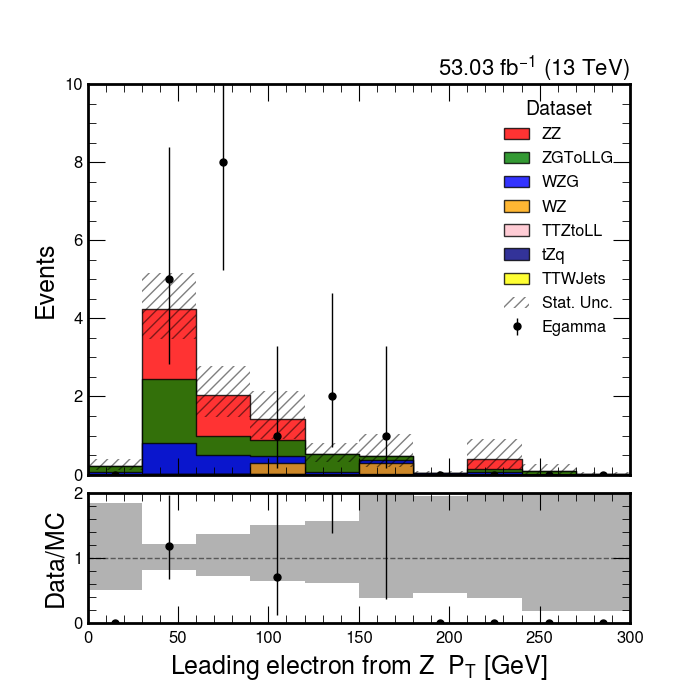 53.03 fb⁻¹ (13 TeV)
10
8
6
4
2
0
Events
Dataset
ZZ
ZGToLLG
WZG
WZ
TTZtoLL
tZq
TTWJets
Stat. Unc.
Egamma
2
1
0
Data/MC
0 50 100 150 200 250 300
Leading electron from Z P_T [GeV]